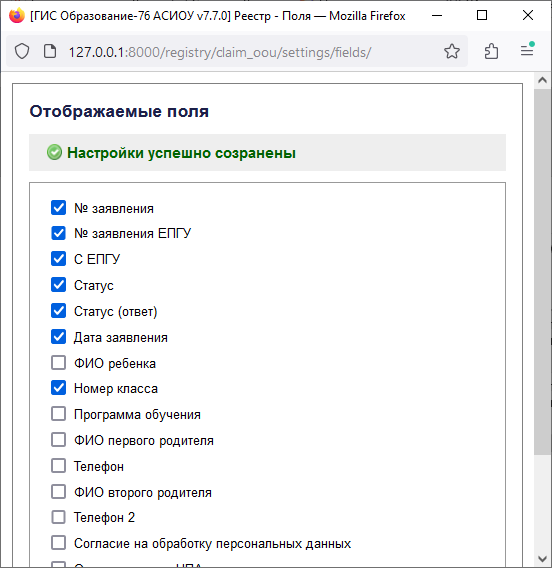 [ГИС Образование-76 АСИОУ v7.7.0] Реестр - Поля — Mozilla Firefox
127.0.0.1:8000/registry/claim_oou/settings/fields/
Отображаемые поля
Настройки успешно созранены
№ заявления
№ заявления ЕПГУ
С ЕПГУ
Статус
Статус (ответ)
Дата заявления
ФИО ребенка
Номер класса
Программа обучения
ФИО первого родителя
Телефон
ФИО второго родителя
Телефон 2
Согласие на обработку персональных данных